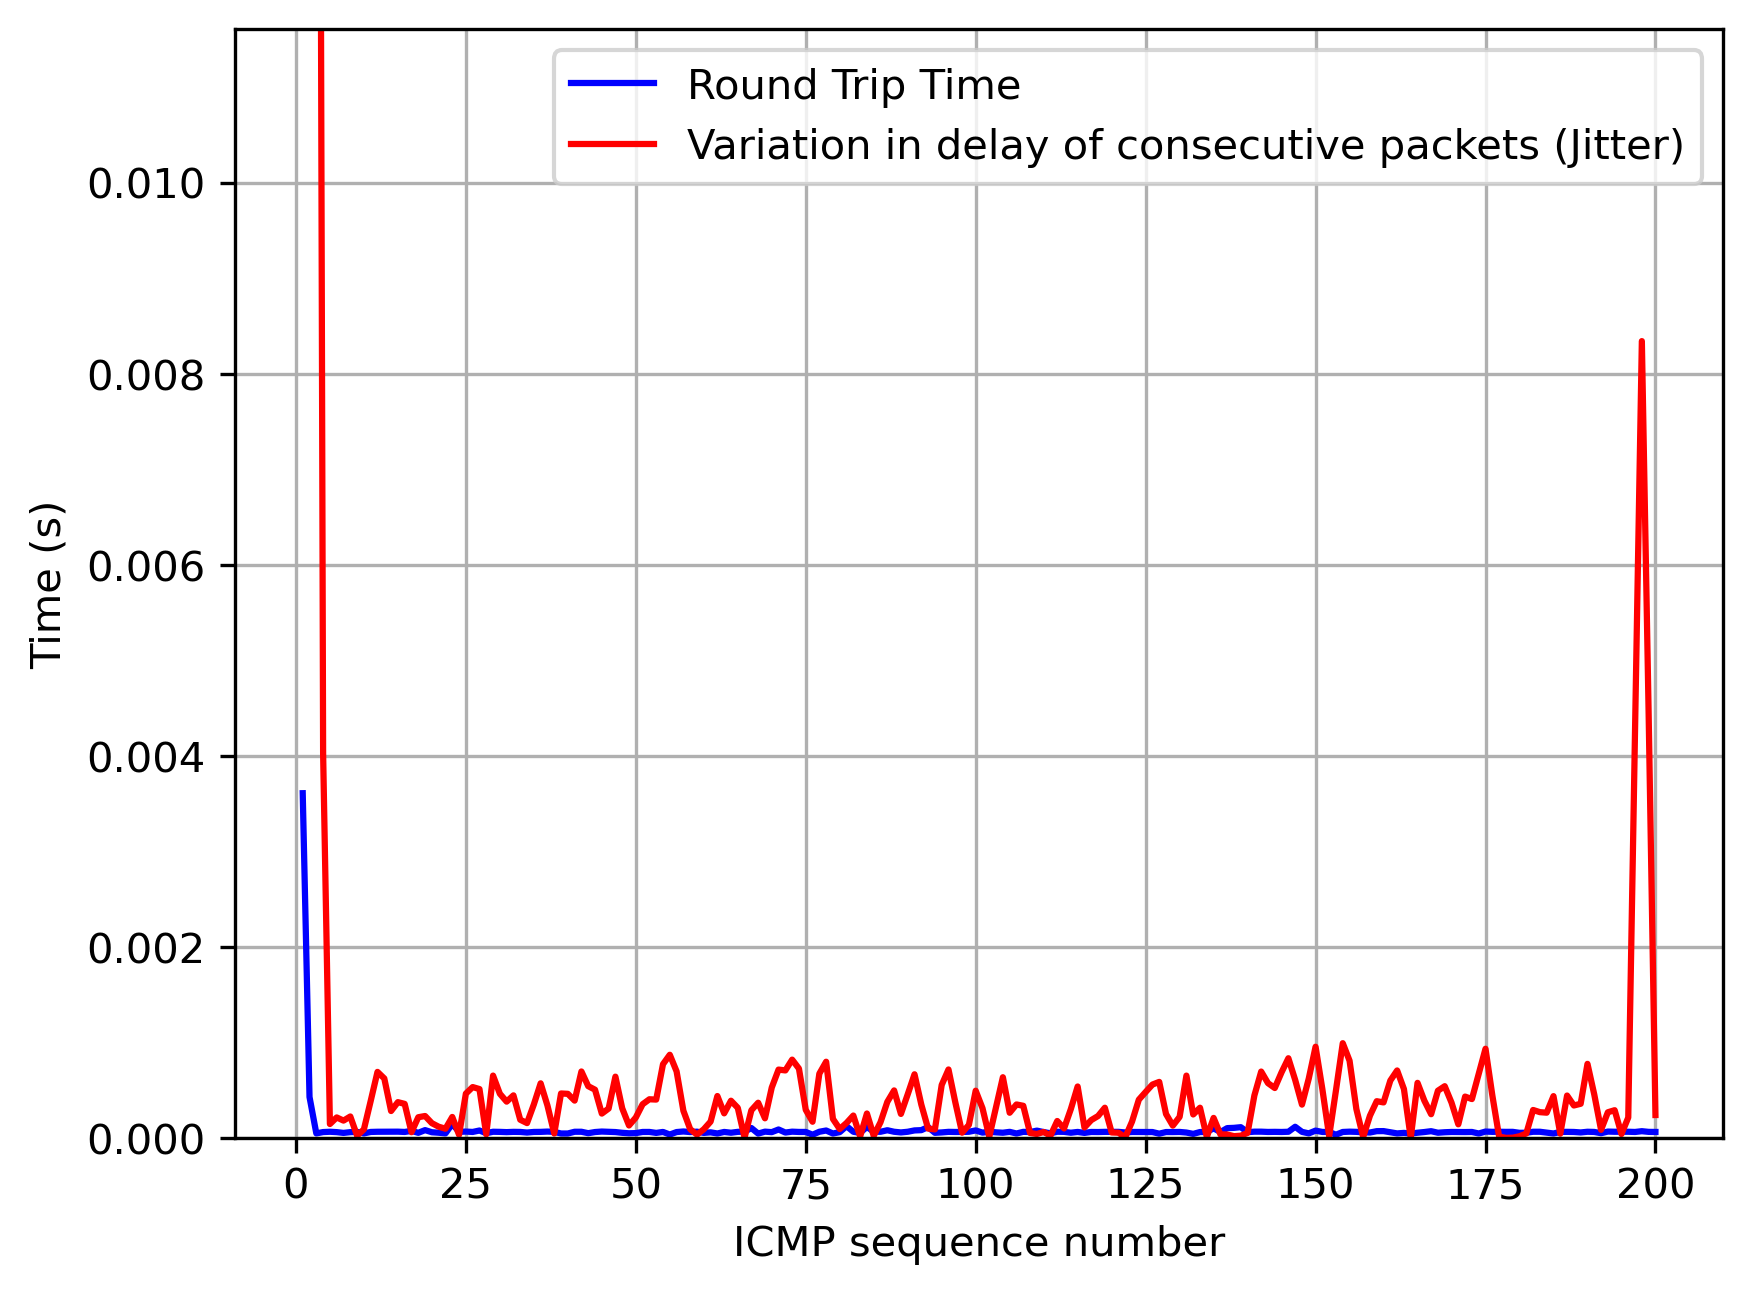 Round Trip Time
Variation in delay of consecutive packets (Jitter)
0.010
0.008
0.006
0.004
0.002
0.000
Time (s)
0 25 50 75 100 125 150 175 200
ICMP sequence number